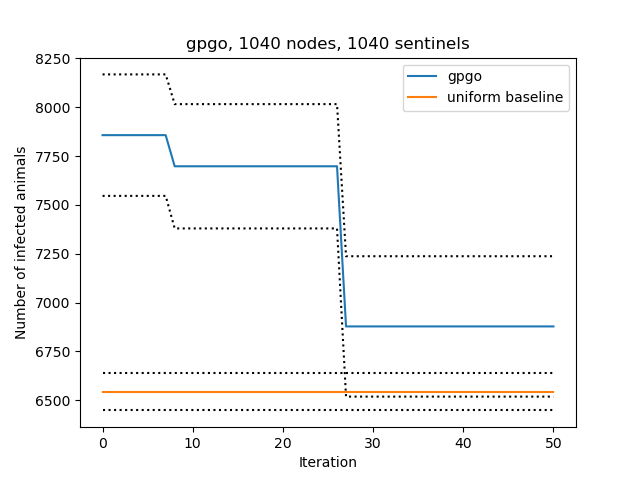 gpgo, 1040 nodes, 1040 sentinels
8250
8000
7750
7500
7250
7000
6750
6500
Number of infected animals
gpgo
uniform baseline
0 10 20 30 40 50
Iteration